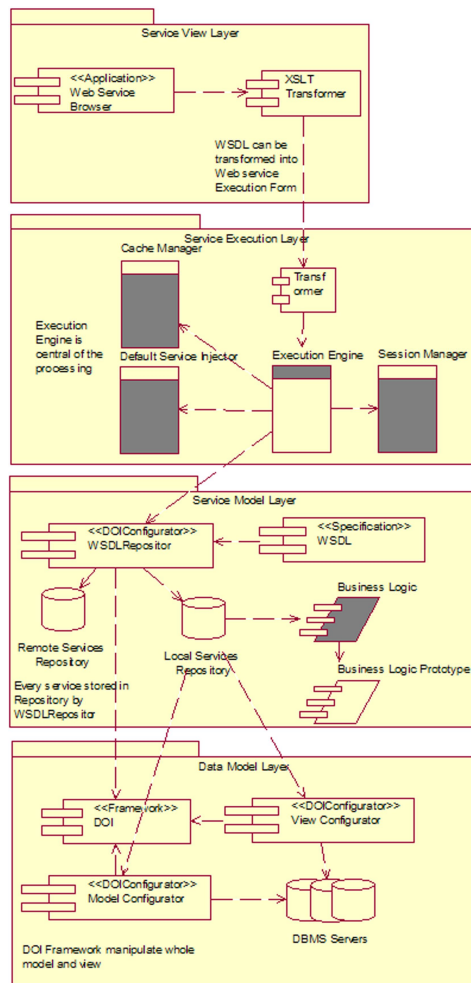 Service View Layer
<<Application>>
Web Service
Browser
XSLT
Transformer
WSDL can be
transformed into
Web service
Execution Form
Service Execution Layer
Cache Manager
Transf
ormer
Execution
Engine is
central of the
processing
Default Service Injector
Execution Engine
Session Manager
Service Model Layer
<<DOIConfigurator>>
WSDLRepositor
<<Specification>>
WSDL
Business Logic
Remote Services
Repository
Local Services
Repository
Business Logic Prototype
Every service stored in
Repository by
WSDLRepositor
Data Model Layer
<<Framework>>
DOI
<<DOIConfigurator>>
View Configurator
<<DOIConfigurator>>
Model Configurator
DBMS Servers
DOI Framework manipulate whole
model and view